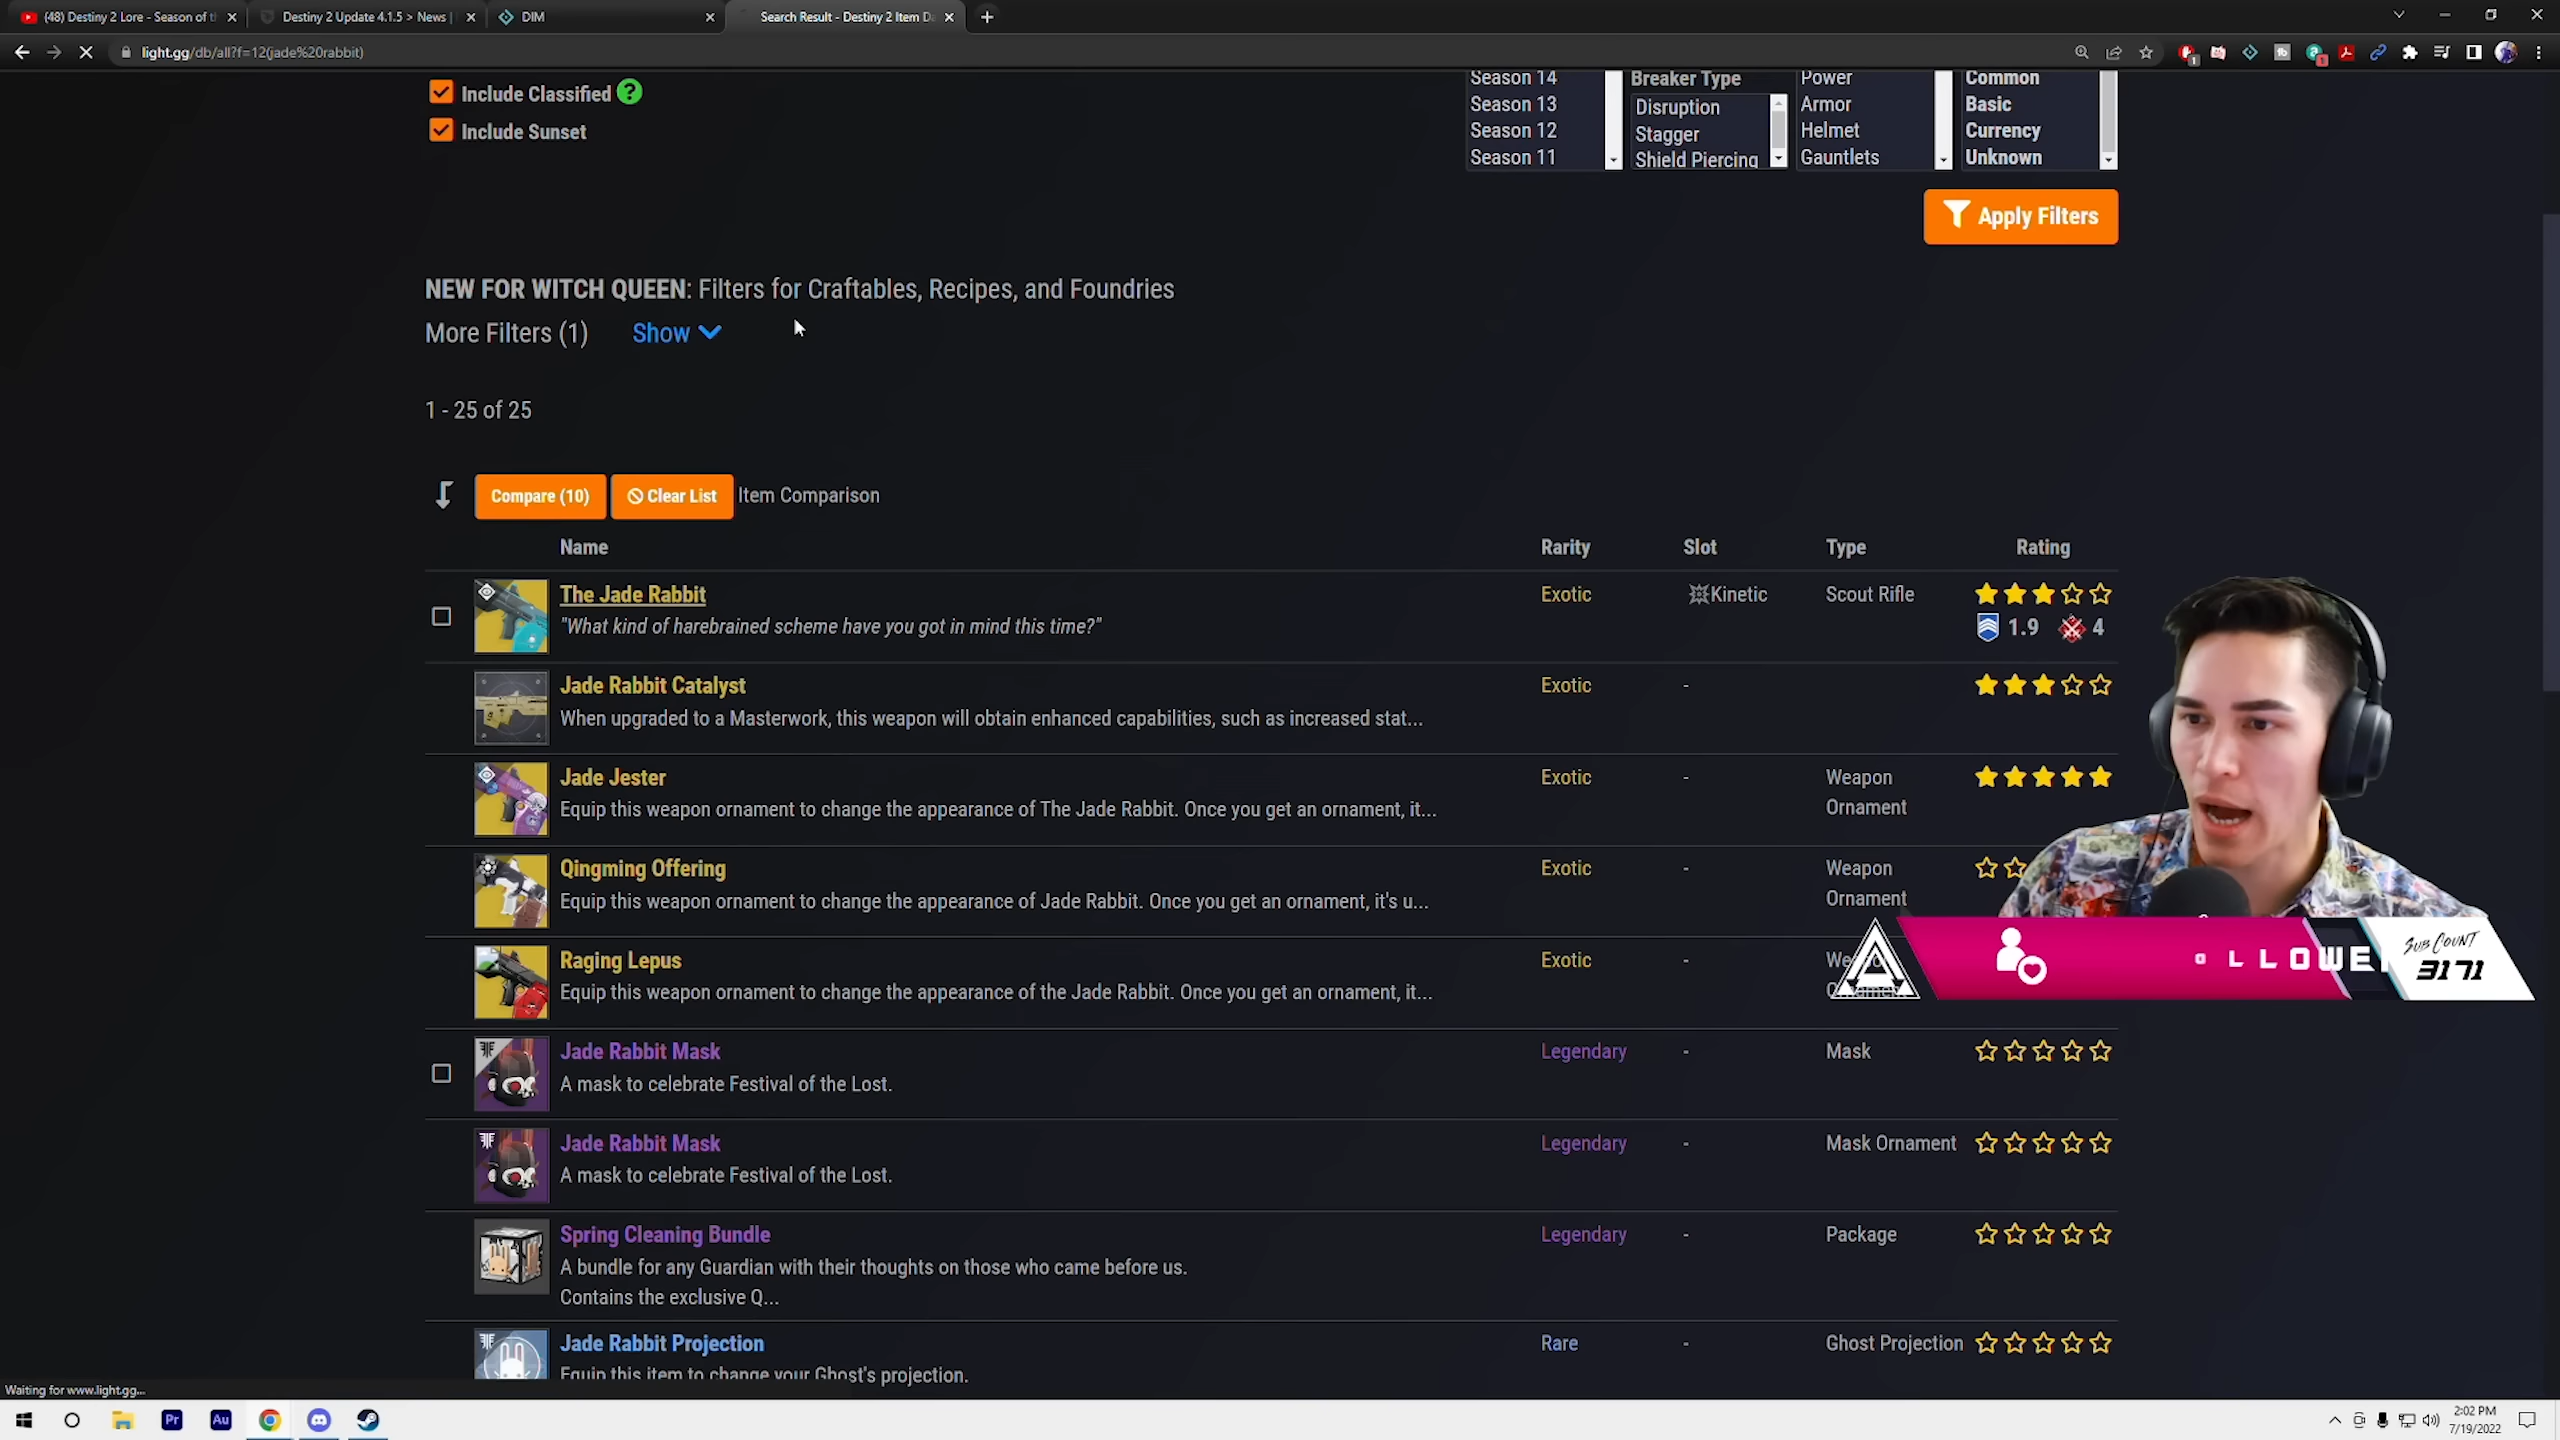 (48) Destiny 2 Lore - Season of th
Destiny 2 Update 4.1.5 > News |
DIM
Search Result - Destiny 2 Item Da
light.gg/db/all?f=12(jade%20rabbit)
Include Classified ?
Include Sunset
Season 14
Season 13
Season 12
Season 11
Breaker Type
Disruption
Stagger
Shield Piercing
Power
Armor
Helmet
Gauntlets
Common
Basic
Currency
Unknown
Apply Filters
NEW FOR WITCH QUEEN: Filters for Craftables, Recipes, and Foundries
More Filters (1) Show
1 - 25 of 25
Compare (10) Clear List Item Comparison
Name Rarity Slot Type Rating
The Jade Rabbit Exotic Kinetic Scout Rifle
"What kind of harebrained scheme have you got in mind this time?" 1.9 4
Jade Rabbit Catalyst Exotic -
When upgraded to a Masterwork, this weapon will obtain enhanced capabilities, such as increased stat...
Jade Jester Exotic - Weapon Ornament
Equip this weapon ornament to change the appearance of The Jade Rabbit. Once you get an ornament, it...
Qingming Offering Exotic - Weapon Ornament
Equip this weapon ornament to change the appearance of Jade Rabbit. Once you get an ornament, it's u...
Raging Lepus Exotic -
Equip this weapon ornament to change the appearance of the Jade Rabbit. Once you get an ornament, it...
LLOWE
SUB COUNT
3171
Jade Rabbit Mask Legendary - Mask
A mask to celebrate Festival of the Lost.
Jade Rabbit Mask Legendary - Mask Ornament
A mask to celebrate Festival of the Lost.
Spring Cleaning Bundle Legendary - Package
A bundle for any Guardian with their thoughts on those who came before us.
Contains the exclusive Q...
Jade Rabbit Projection Rare - Ghost Projection
Equip this item to change your Ghost's projection.
Waiting for www.light.gg...
Pr
Au
2:02 PM
7/19/2022